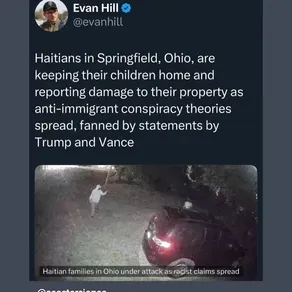 Evan Hill
@evanhill
Haitians in Springfield, Ohio, are
keeping their children home and
reporting damage to their property as
anti-immigrant conspiracy theories
spread, fanned by statements by
Trump and Vance
Haitian families in Ohio under attack as racist claims spread